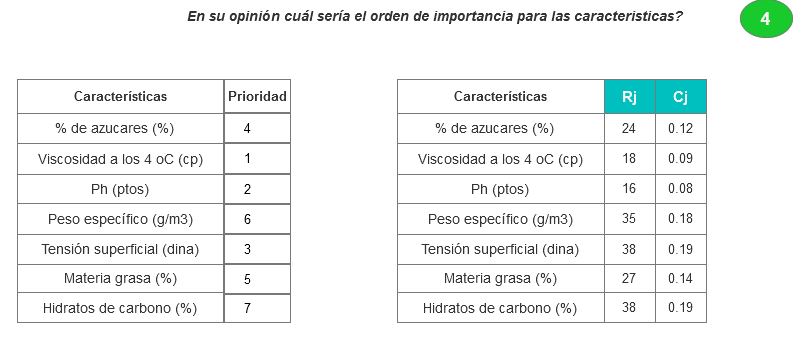 En su opinión cuál sería el orden de importancia para las caracteristicas?
4
Características Prioridad
% de azucares (%) 4
Viscosidad a los 4 oC (cp) 1
Ph (ptos) 2
Peso específico (g/m3) 6
Tensión superficial (dina) 3
Materia grasa (%) 5
Hidratos de carbono (%) 7
Características Rj Cj
% de azucares (%) 24 0.12
Viscosidad a los 4 oC (cp) 18 0.09
Ph (ptos) 16 0.08
Peso específico (g/m3) 35 0.18
Tensión superficial (dina) 38 0.19
Materia grasa (%) 27 0.14
Hidratos de carbono (%) 38 0.19